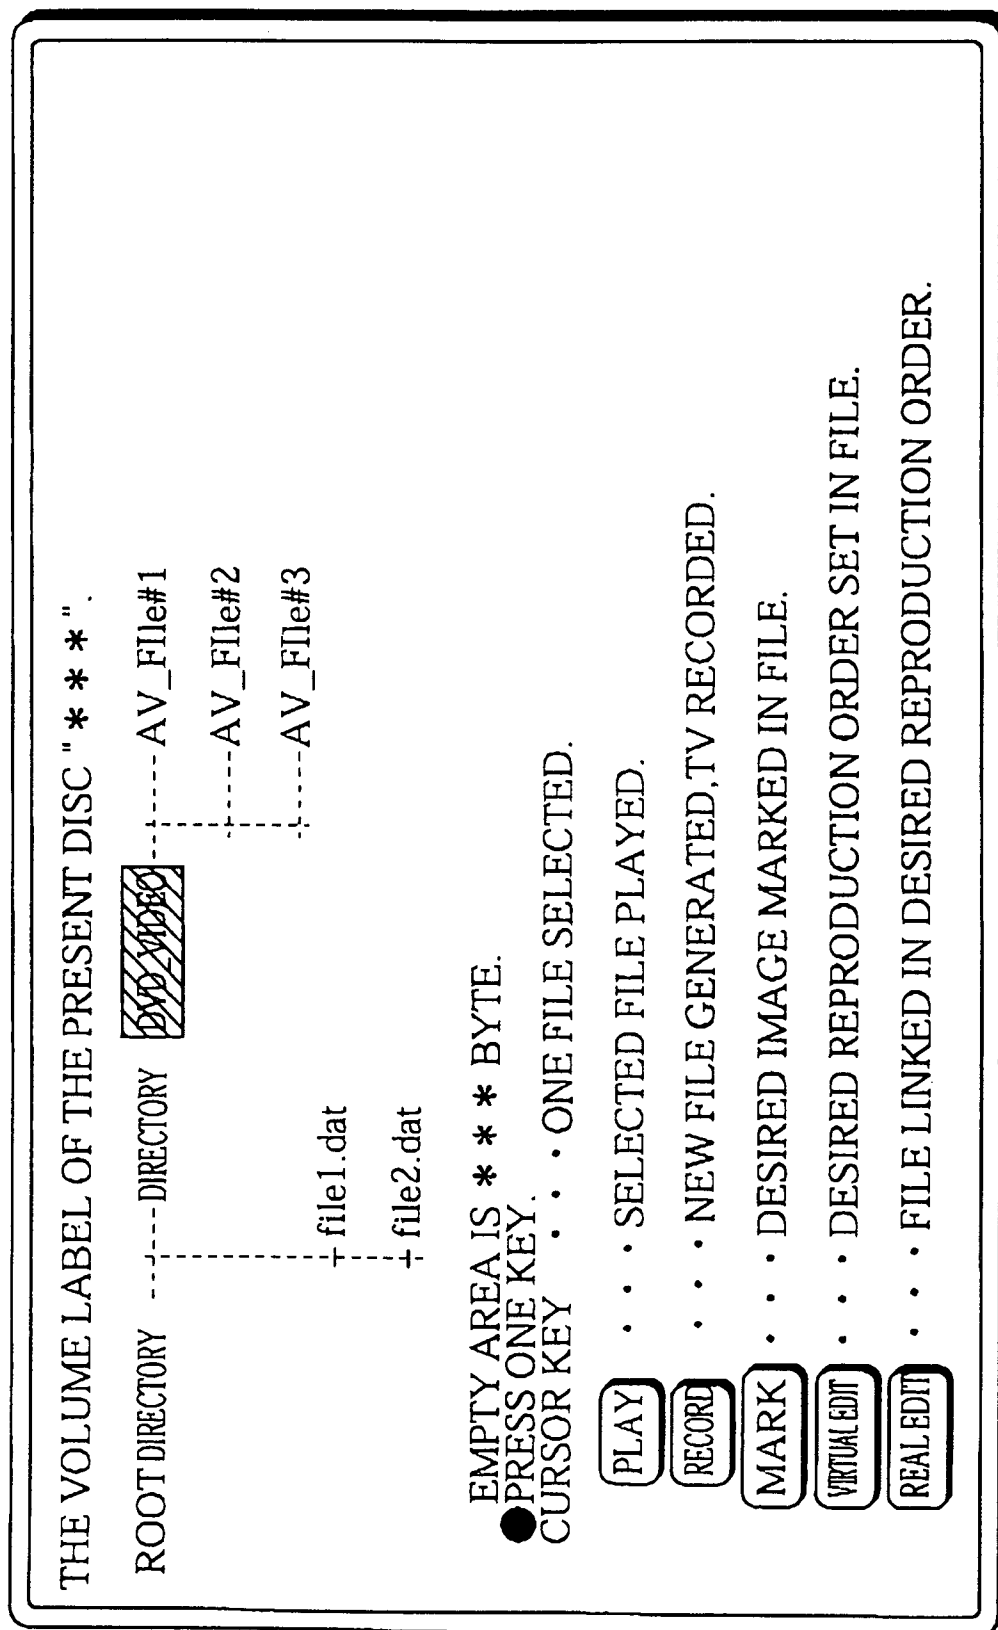 THE VOLUME LABEL OF THE PRESENT DISC "＊＊＊".
ROOT DIRECTORY ----- DIRECTORY DVD_VIDEO ----- AV_FIle#1
AV_FIle#2
AV_FIle#3
file1.dat
file2.dat
EMPTY AREA IS ＊＊＊ BYTE.
●PRESS ONE KEY.
CURSOR KEY ・・・ ONE FILE SELECTED.
PLAY ・・・ SELECTED FILE PLAYED.
RECORD ・・・ NEW FILE GENERATED,TV RECORDED.
MARK ・・・ DESIRED IMAGE MARKED IN FILE.
VIRTUAL EDIT ・・・ DESIRED REPRODUCTION ORDER SET IN FILE.
REAL EDIT ・・・ FILE LINKED IN DESIRED REPRODUCTION ORDER.